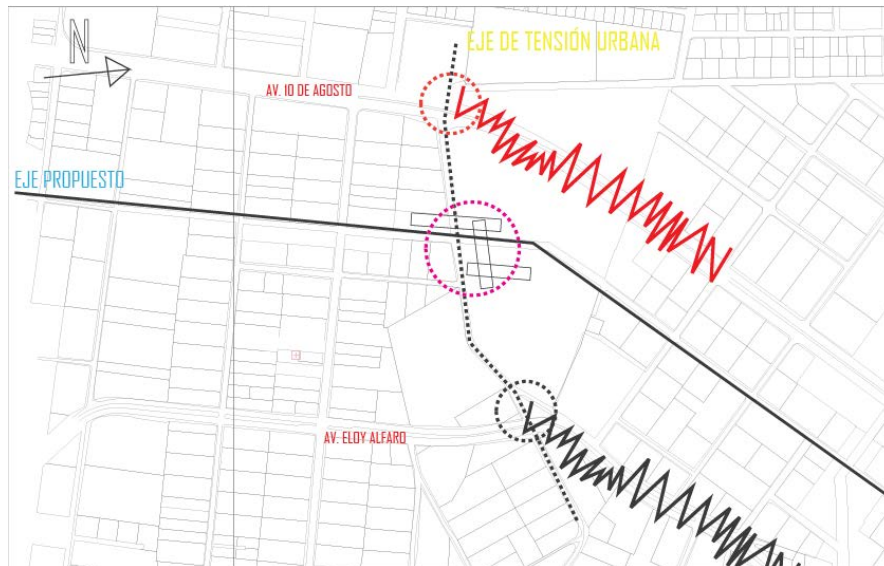 N
EJE DE TENSIÓN URBANA
AV. 10 DE AGOSTO
EJE PROPUESTO
AV. ELOY ALFARO